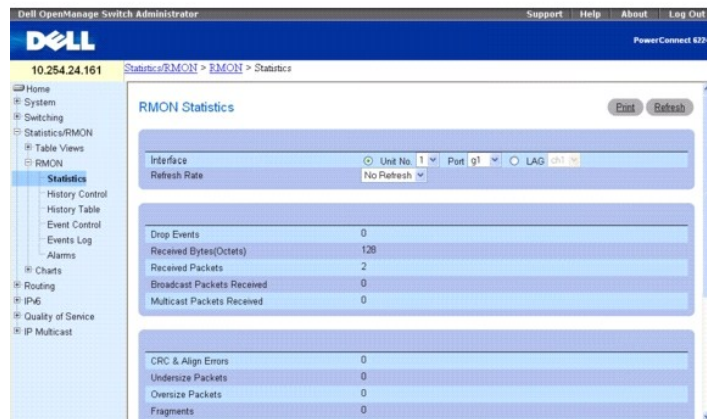 Dell OpenManage Switch Administrator Support Help About Log Out
DELL
PowerConnect 622
10.254.24.161
Statistics/RMON > RMON > Statistics
Home
System
Switching
Statistics/RMON
Table Views
RMON
Statistics
History Control
History Table
Event Control
Events Log
Alarms
Charts
Routing
IPv6
Quality of Service
IP Multicast
RMON Statistics
Print Refresh
Interface Unit No. 1 Port g1 LAG ch1
Refresh Rate No Refresh
Drop Events 0
Received Bytes(Octets) 128
Received Packets 2
Broadcast Packets Received 0
Multicast Packets Received 0
CRC & Align Errors 0
Undersize Packets 0
Oversize Packets 0
Fragments 0